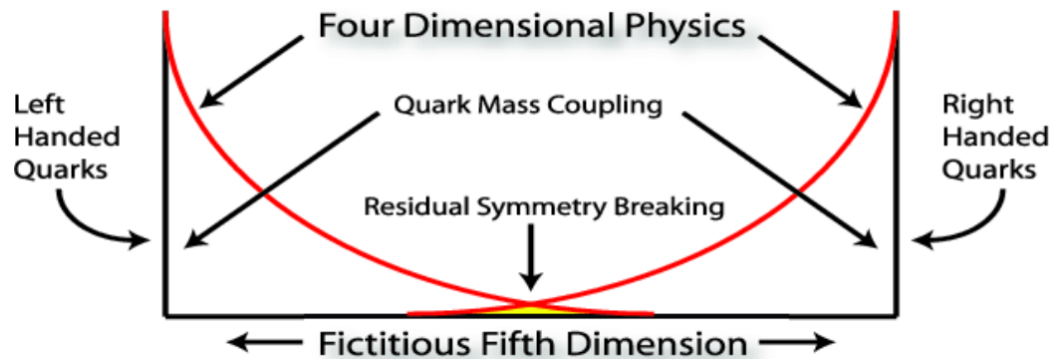 Four Dimensional Physics
Left
Handed
Quarks
Quark Mass Coupling
Right
Handed
Quarks
Residual Symmetry Breaking
Fictitious Fifth Dimension